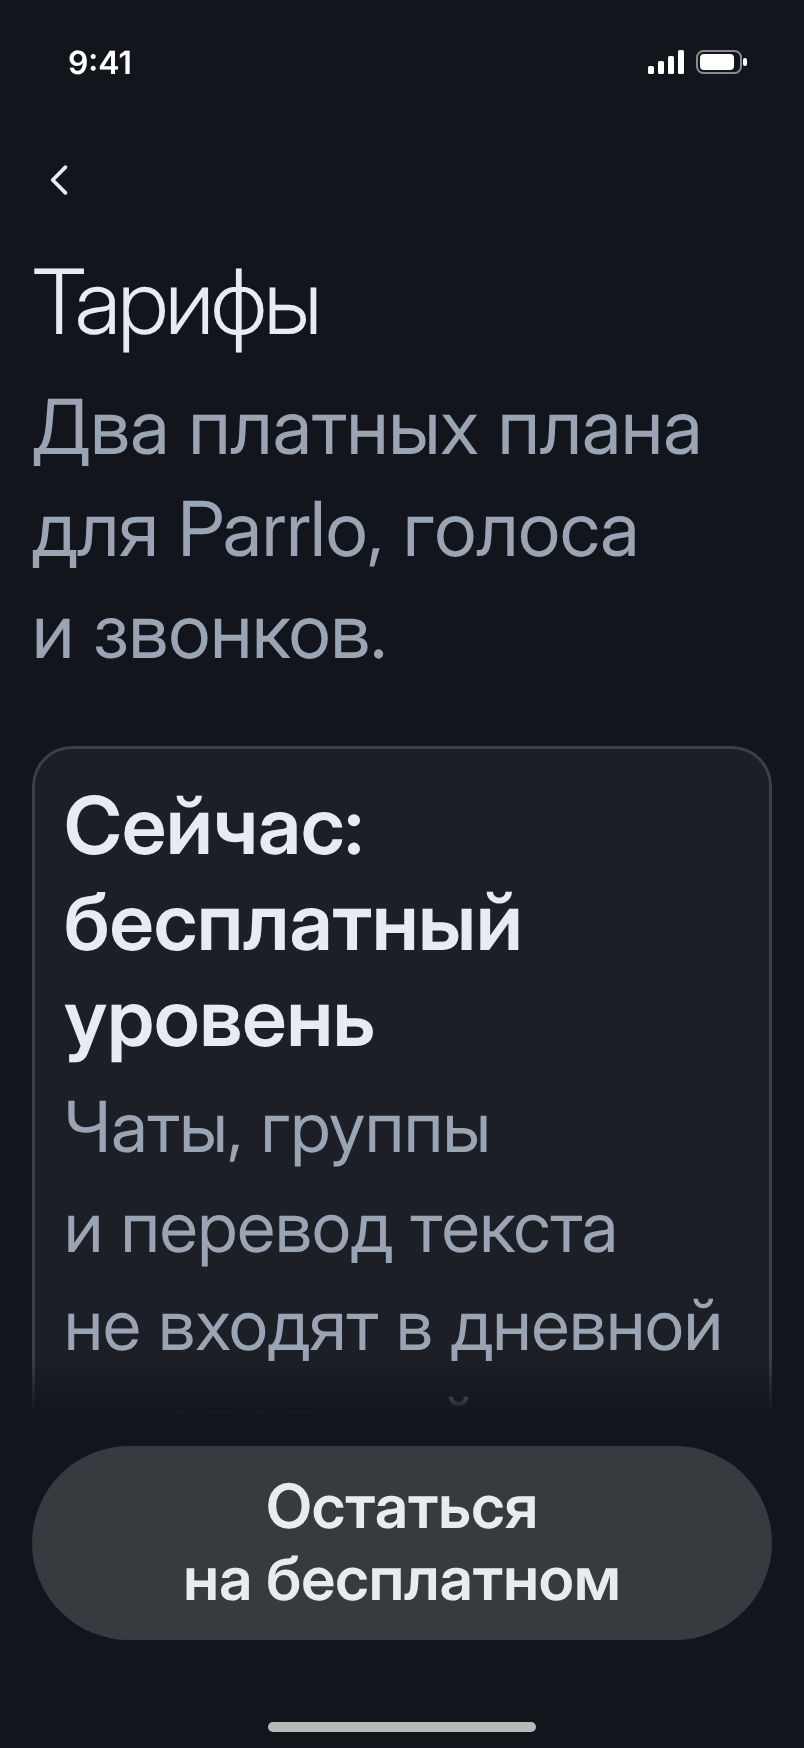 9:41
Тарифы
Два платных плана
для Parrlo, голоса
и звонков.
Сейчас:
бесплатный
уровень
Чаты, группы
и перевод текста
не входят в дневной
Остаться
на бесплатном